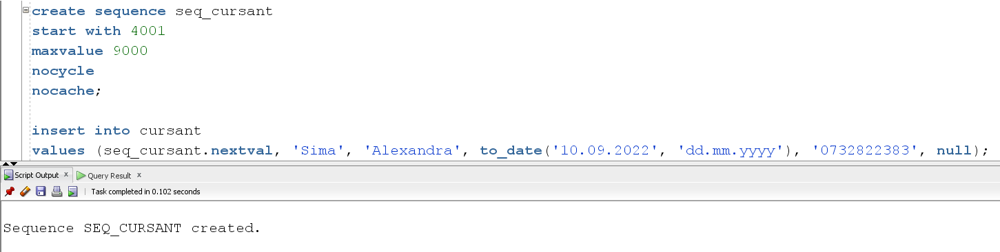 create sequence seq_cursant
start with 4001
maxvalue 9000
nocycle
nocache;
insert into cursant
values (seq_cursant.nextval, 'Sima', 'Alexandra', to_date('10.09.2022', 'dd.mm.yyyy'), '0732822383', null);
Script Output x Query Result x
Task completed in 0.102 seconds
Sequence SEQ_CURSANT created.